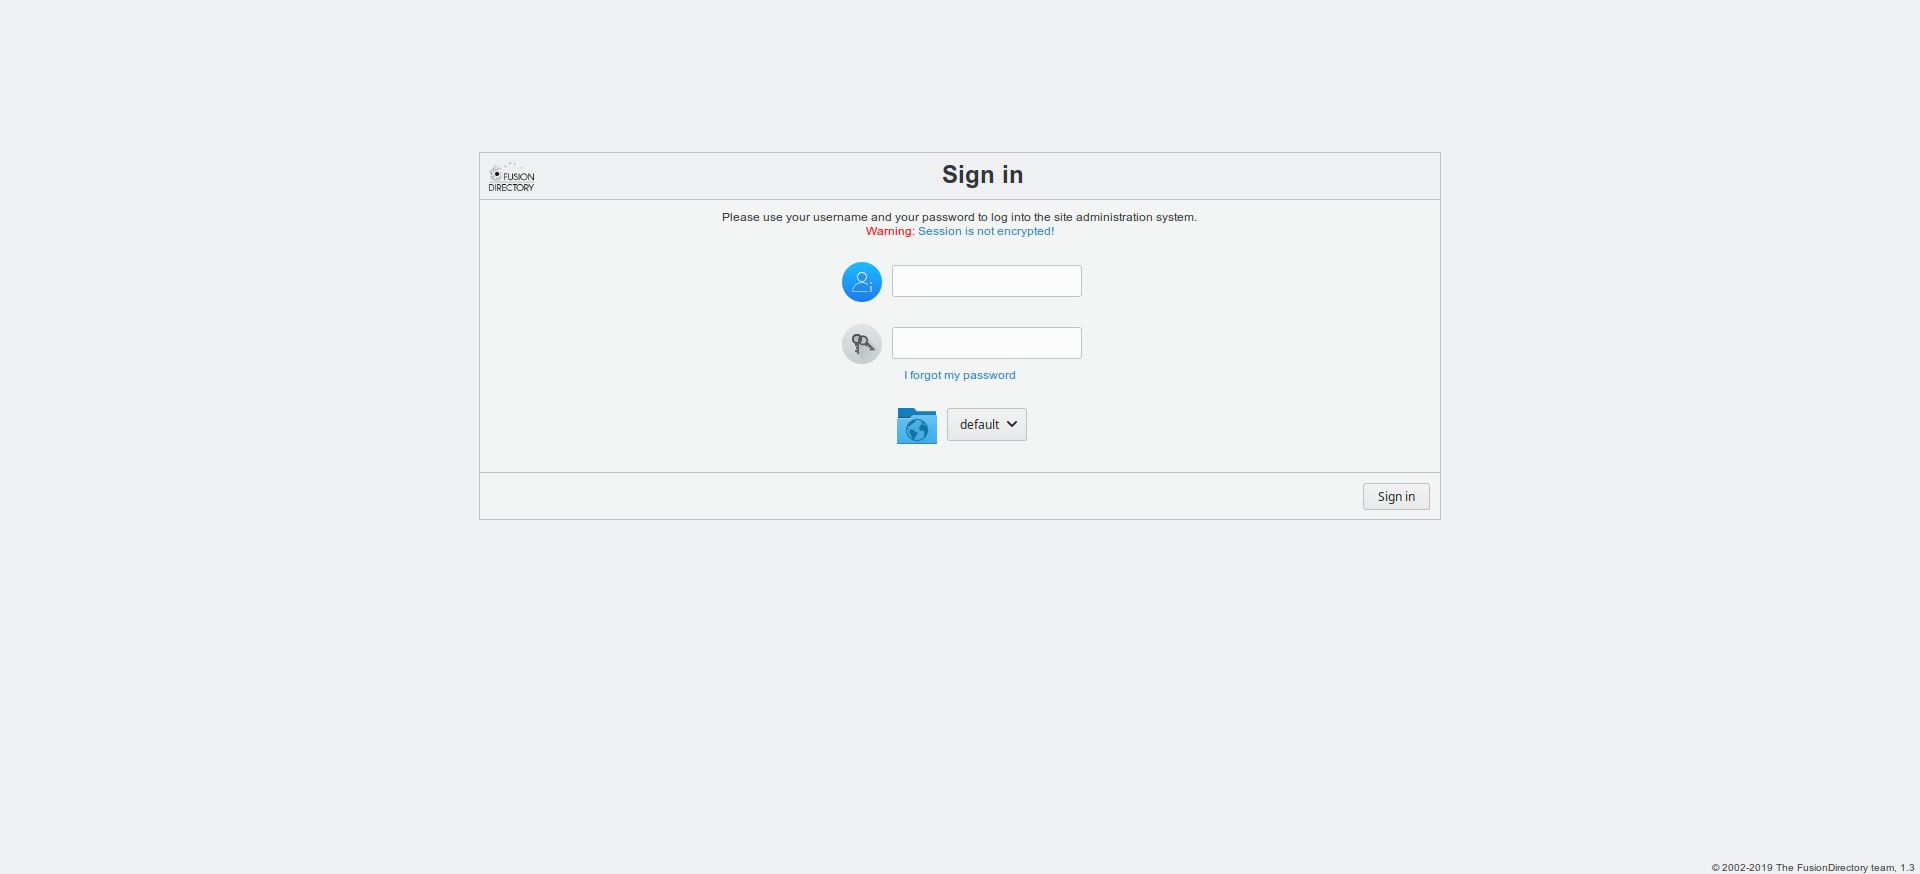 FUSION
DIRECTORY
Sign in
Please use your username and your password to log into the site administration system.
Warning: Session is not encrypted!
I forgot my password
default
Sign in
© 2002-2019 The FusionDirectory team, 1.3